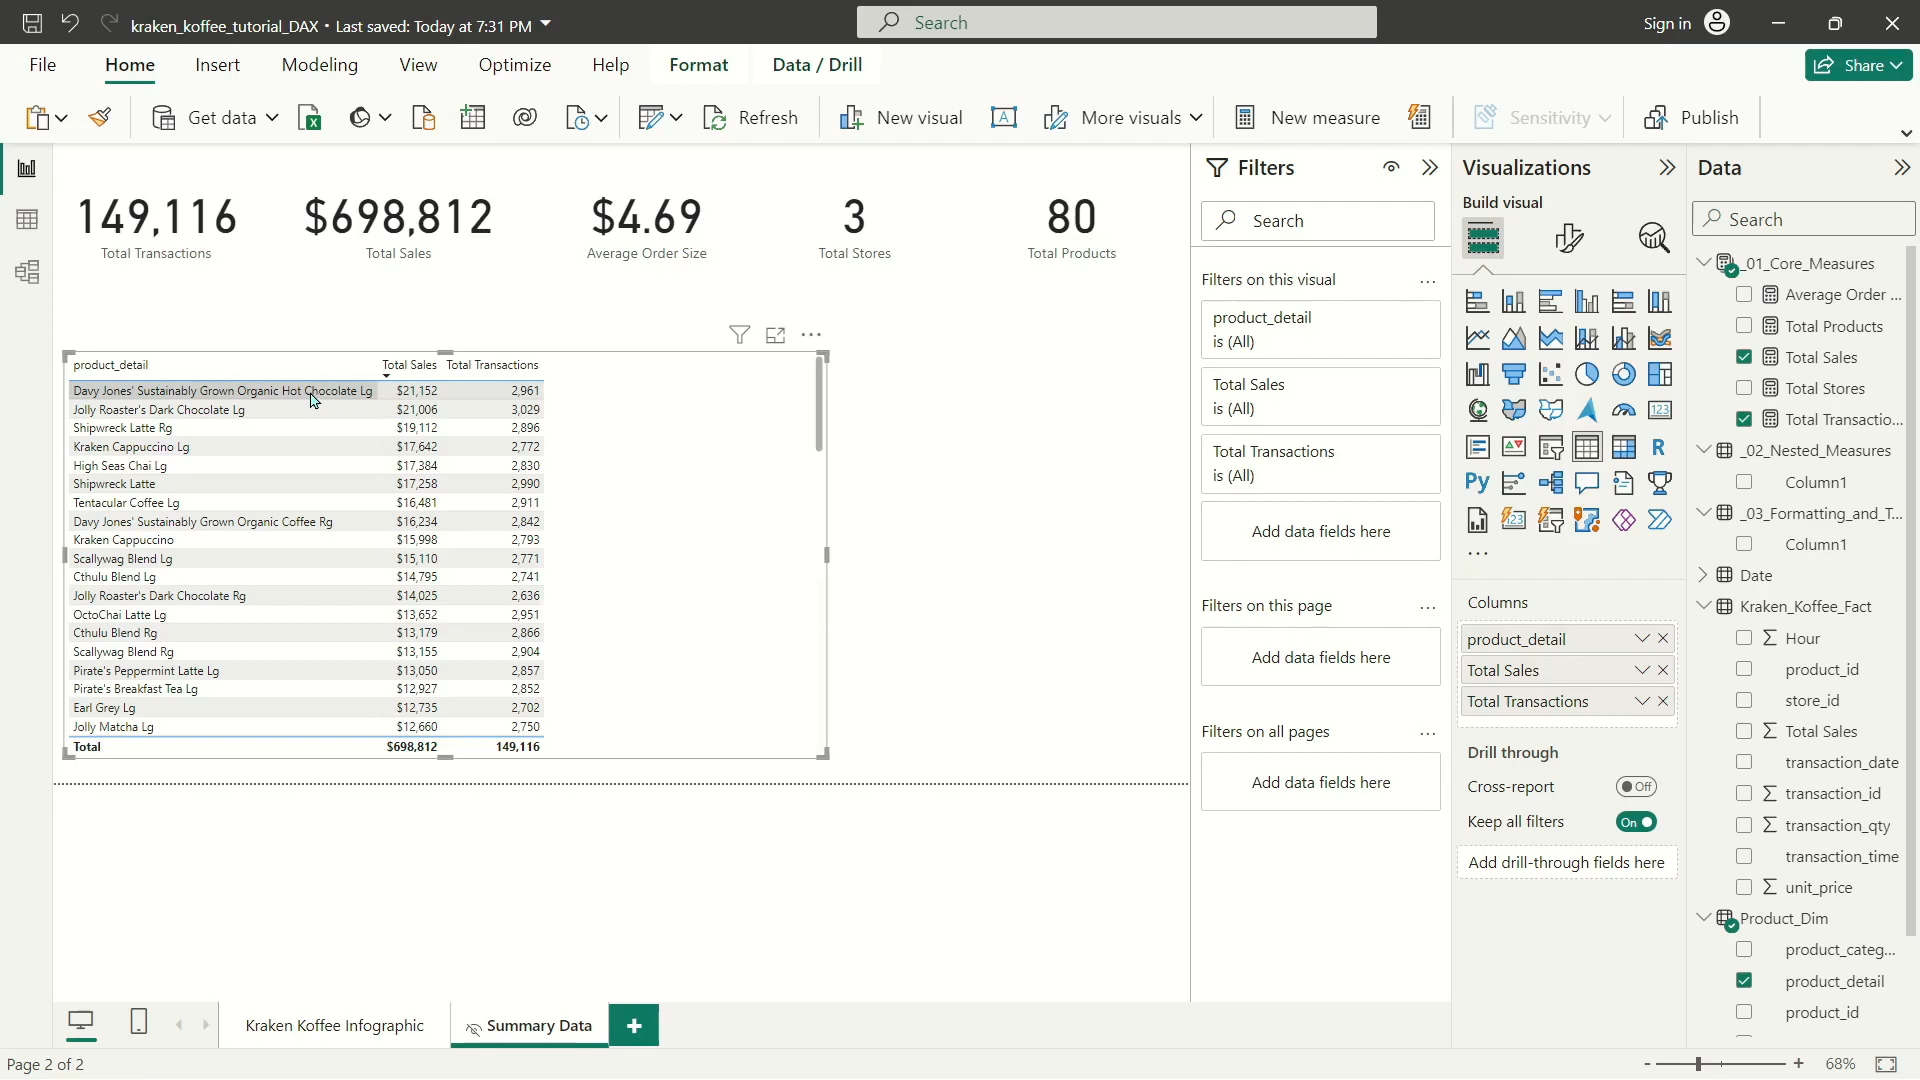 kraken_koffee_tutorial_DAX • Last saved: Today at 7:31 PM
Search
Sign in
File Home Insert Modeling View Optimize Help Format Data / Drill
Share
Get data
Refresh
New visual
A
More visuals
New measure
Sensitivity
Publish
149,116
Total Transactions
$698,812
Total Sales
$4.69
Average Order Size
3
Total Stores
80
Total Products
product_detail Total Sales Total Transactions
Davy Jones' Sustainably Grown Organic Hot Chocolate Lg $21,152 2,961
Jolly Roaster's Dark Chocolate Lg $21,006 3,029
Shipwreck Latte Rg $19,112 2,896
Kraken Cappuccino Lg $17,642 2,772
High Seas Chai Lg $17,384 2,830
Shipwreck Latte $17,258 2,990
Tentacular Coffee Lg $16,481 2,911
Davy Jones' Sustainably Grown Organic Coffee Rg $16,234 2,842
Kraken Cappuccino $15,998 2,793
Scallywag Blend Lg $15,110 2,771
Cthulu Blend Lg $14,795 2,741
Jolly Roaster's Dark Chocolate Rg $14,025 2,636
OctoChai Latte Lg $13,652 2,951
Cthulu Blend Rg $13,179 2,866
Scallywag Blend Rg $13,155 2,904
Pirate's Peppermint Latte Lg $13,050 2,857
Pirate's Breakfast Tea Lg $12,927 2,852
Earl Grey Lg $12,735 2,702
Jolly Matcha Lg $12,660 2,750
Total $698,812 149,116
Filters
Search
Filters on this visual ...
product_detail
is (All)
Total Sales
is (All)
Total Transactions
is (All)
Add data fields here
Filters on this page ...
Add data fields here
Filters on all pages ...
Add data fields here
Visualizations
Build visual
123
R
Py
123
...
Columns
product_detail
Total Sales
Total Transactions
Drill through
Cross-report Off
Keep all filters On
Add drill-through fields here
Data
Search
_01_Core_Measures
Average Order ...
Total Products
Total Sales
Total Stores
Total Transactio...
_02_Nested_Measures
Column1
_03_Formatting_and_T...
Column1
Date
Kraken_Koffee_Fact
Hour
product_id
store_id
Total Sales
transaction_date
transaction_id
transaction_qty
transaction_time
unit_price
Product_Dim
product_categ...
product_detail
product_id
Kraken Koffee Infographic
Summary Data
Page 2 of 2
68%